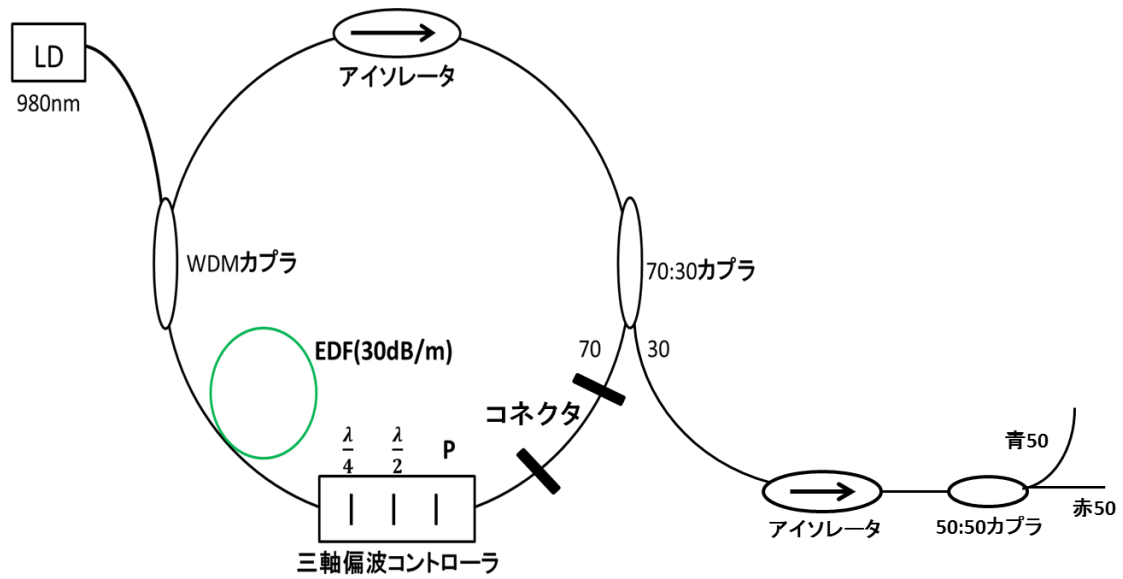 LD
980nm
アイソレータ
WDMカプラ
70:30カプラ
EDF(30dB/m)
70
30
コネクタ
λ/4
λ/2
P
三軸偏波コントローラ
アイソレータ
50:50カプラ
青50
赤50